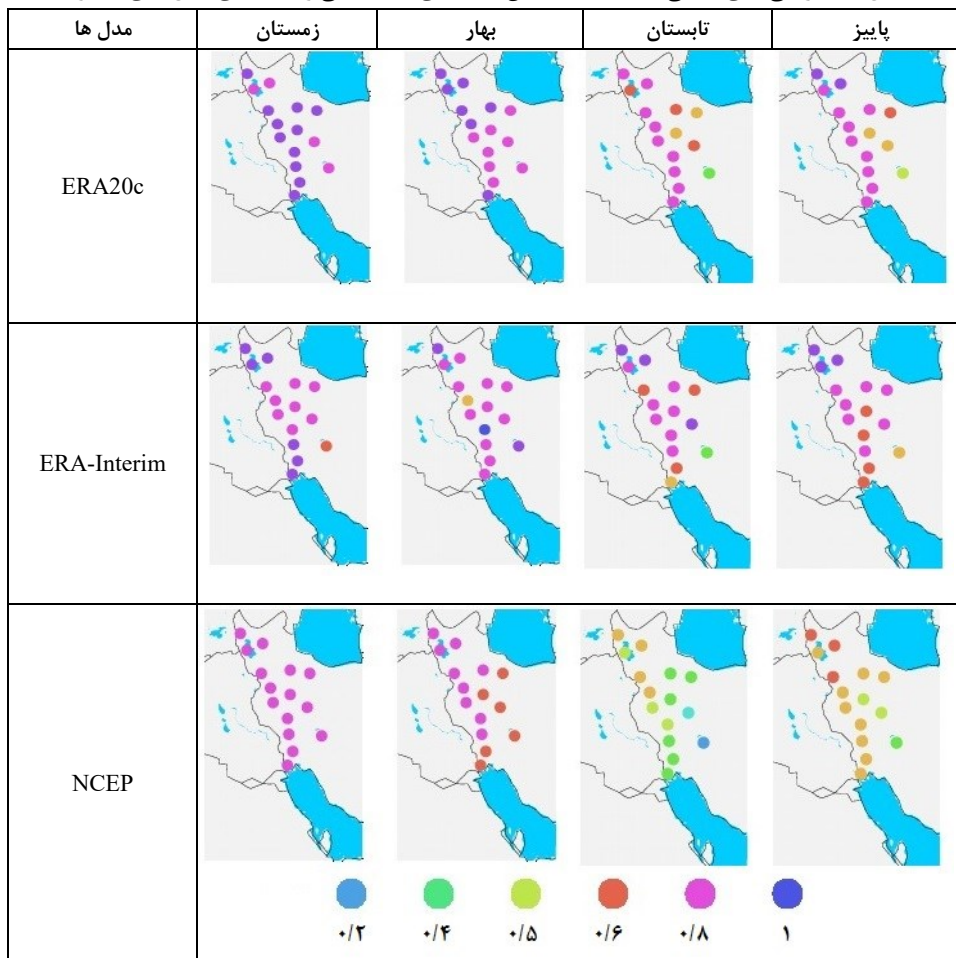 مدل ها زمستان بهار تابستان پاییز
ERA20c
ERA-Interim
NCEP
۰/۲ ۰/۴ ۰/۵ ۰/۶ ۰/۸ ۱